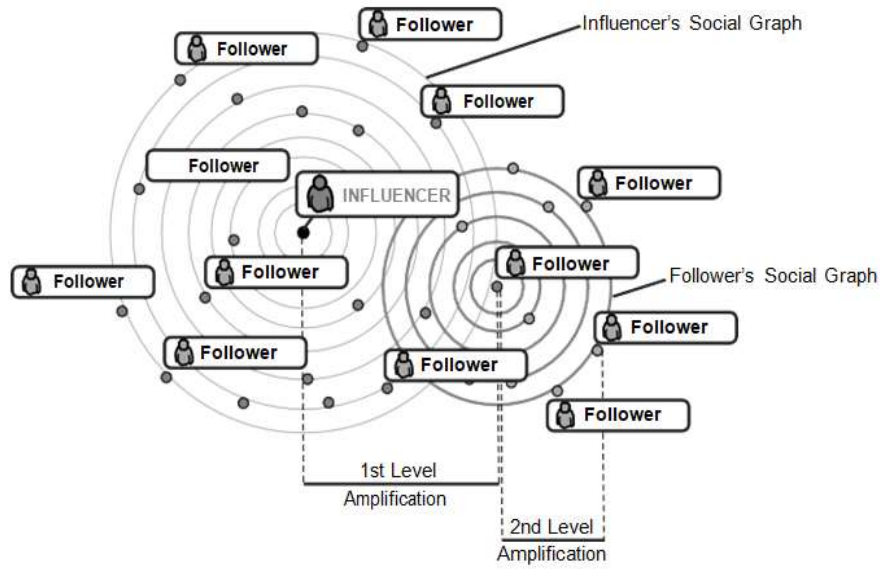 Follower
Influencer's Social Graph
Follower
Follower
Follower
Follower
INFLUENCER
Follower
Follower
Follower
Follower's Social Graph
Follower
Follower
Follower
Follower
Follower
1st Level
Amplification
2nd Level
Amplification